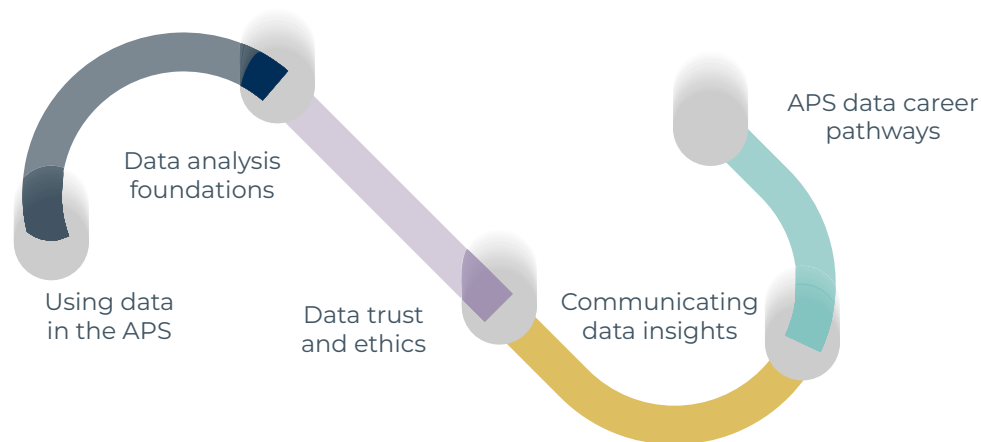 Using data
in the APS
Data analysis
foundations
Data trust
and ethics
Communicating
data insights
APS data career
pathways